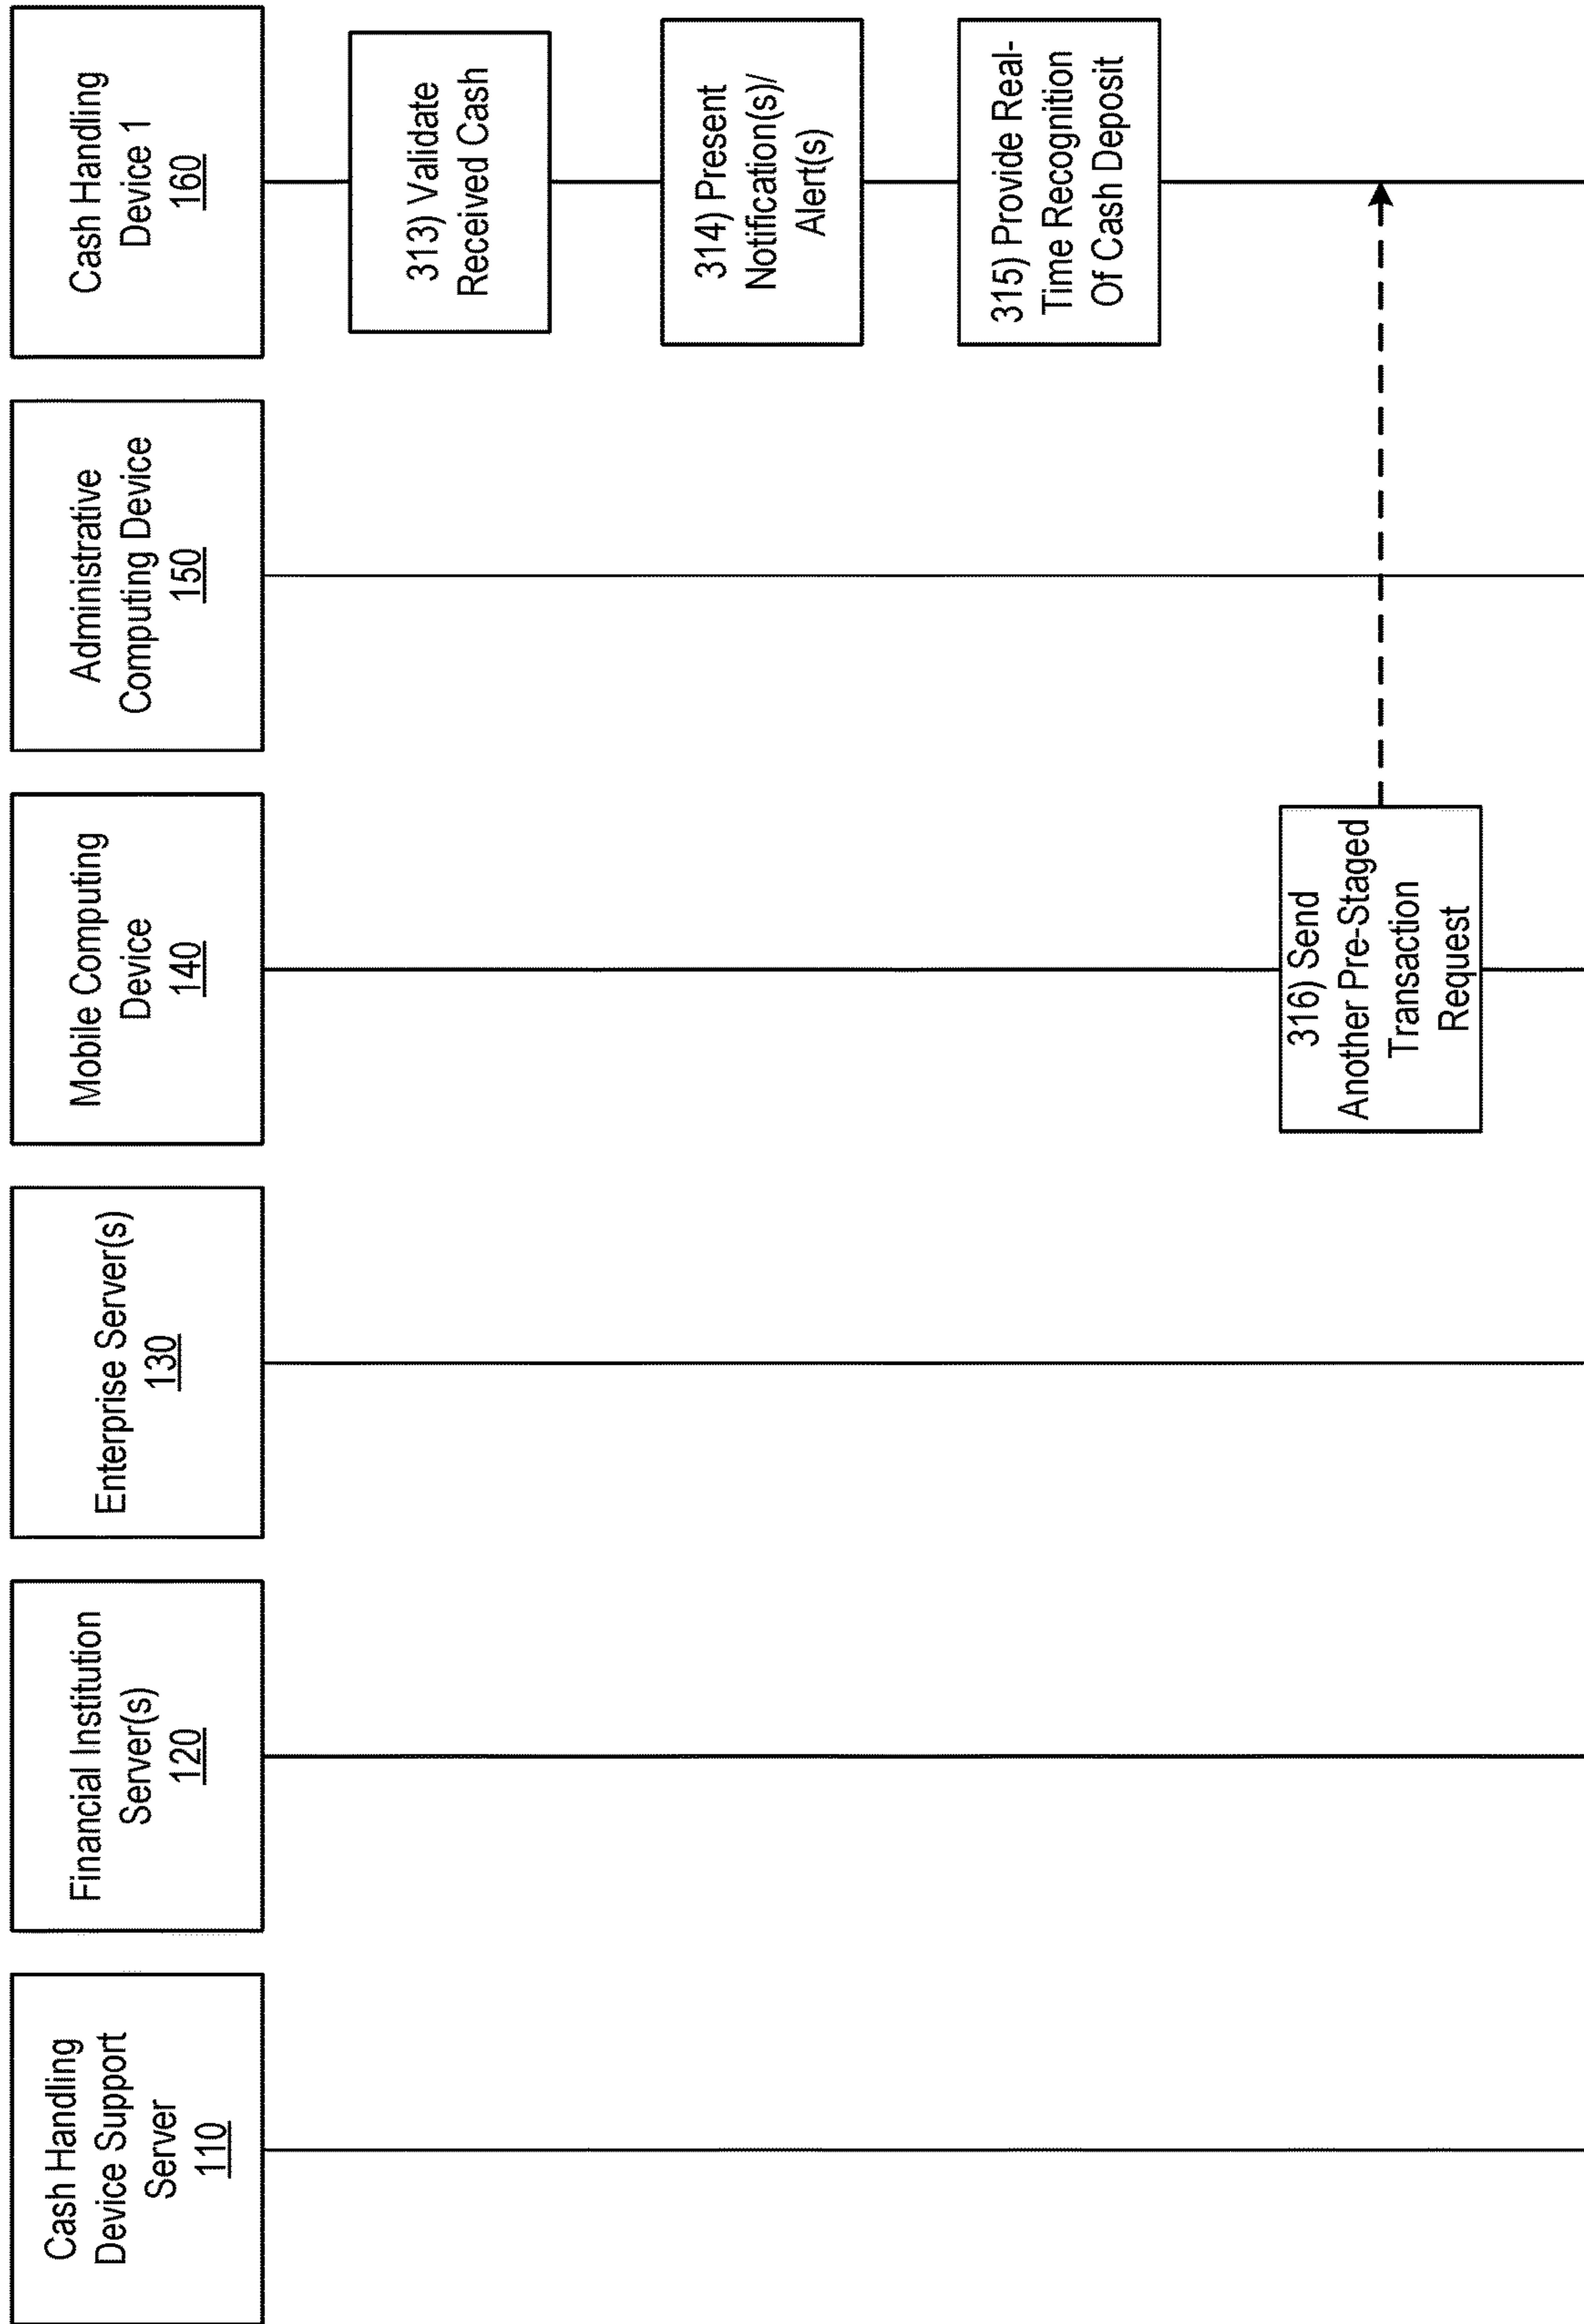 Cash Handling
Device Support
Server
110
Financial Institution
Server(s)
120
Enterprise Server(s)
130
Mobile Computing
Device
140
Administrative
Computing Device
150
Cash Handling
Device 1
160
313) Validate
Received Cash
314) Present
Notification(s)/
Alert(s)
315) Provide Real-
Time Recognition
Of Cash Deposit
316) Send
Another Pre-Staged
Transaction
Request